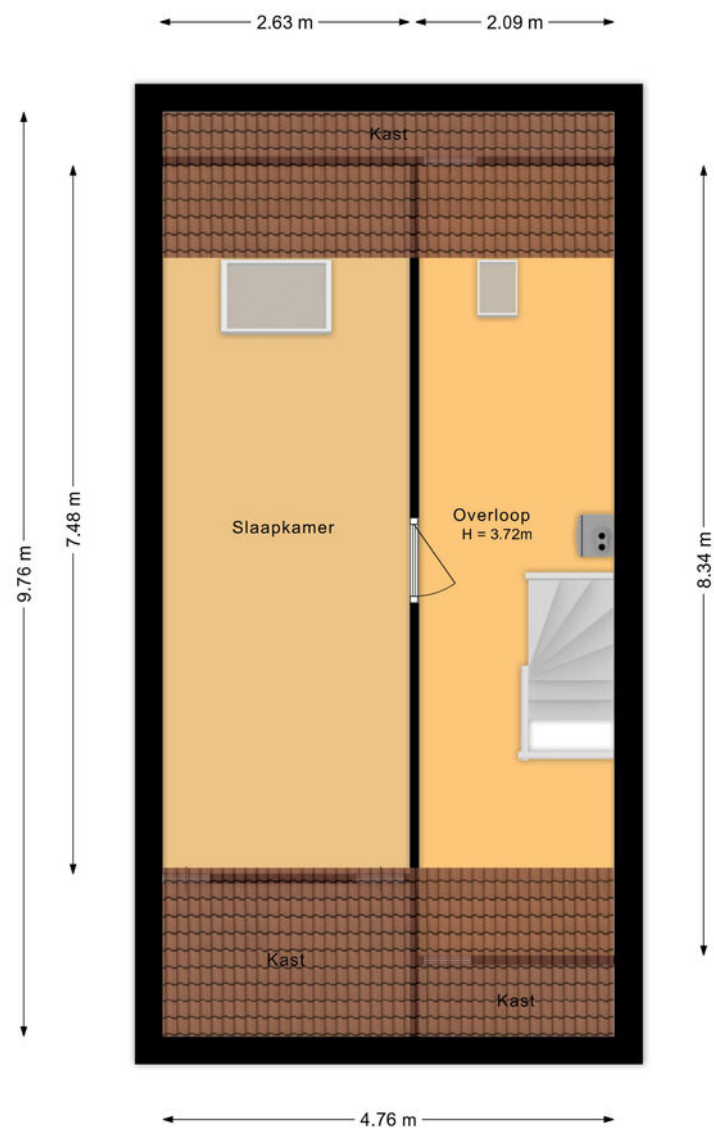 2.63 m
2.09 m
Kast
9.76 m
7.48 m
8.34 m
Slaapkamer
Overloop
H = 3.72m
Kast
Kast
4.76 m